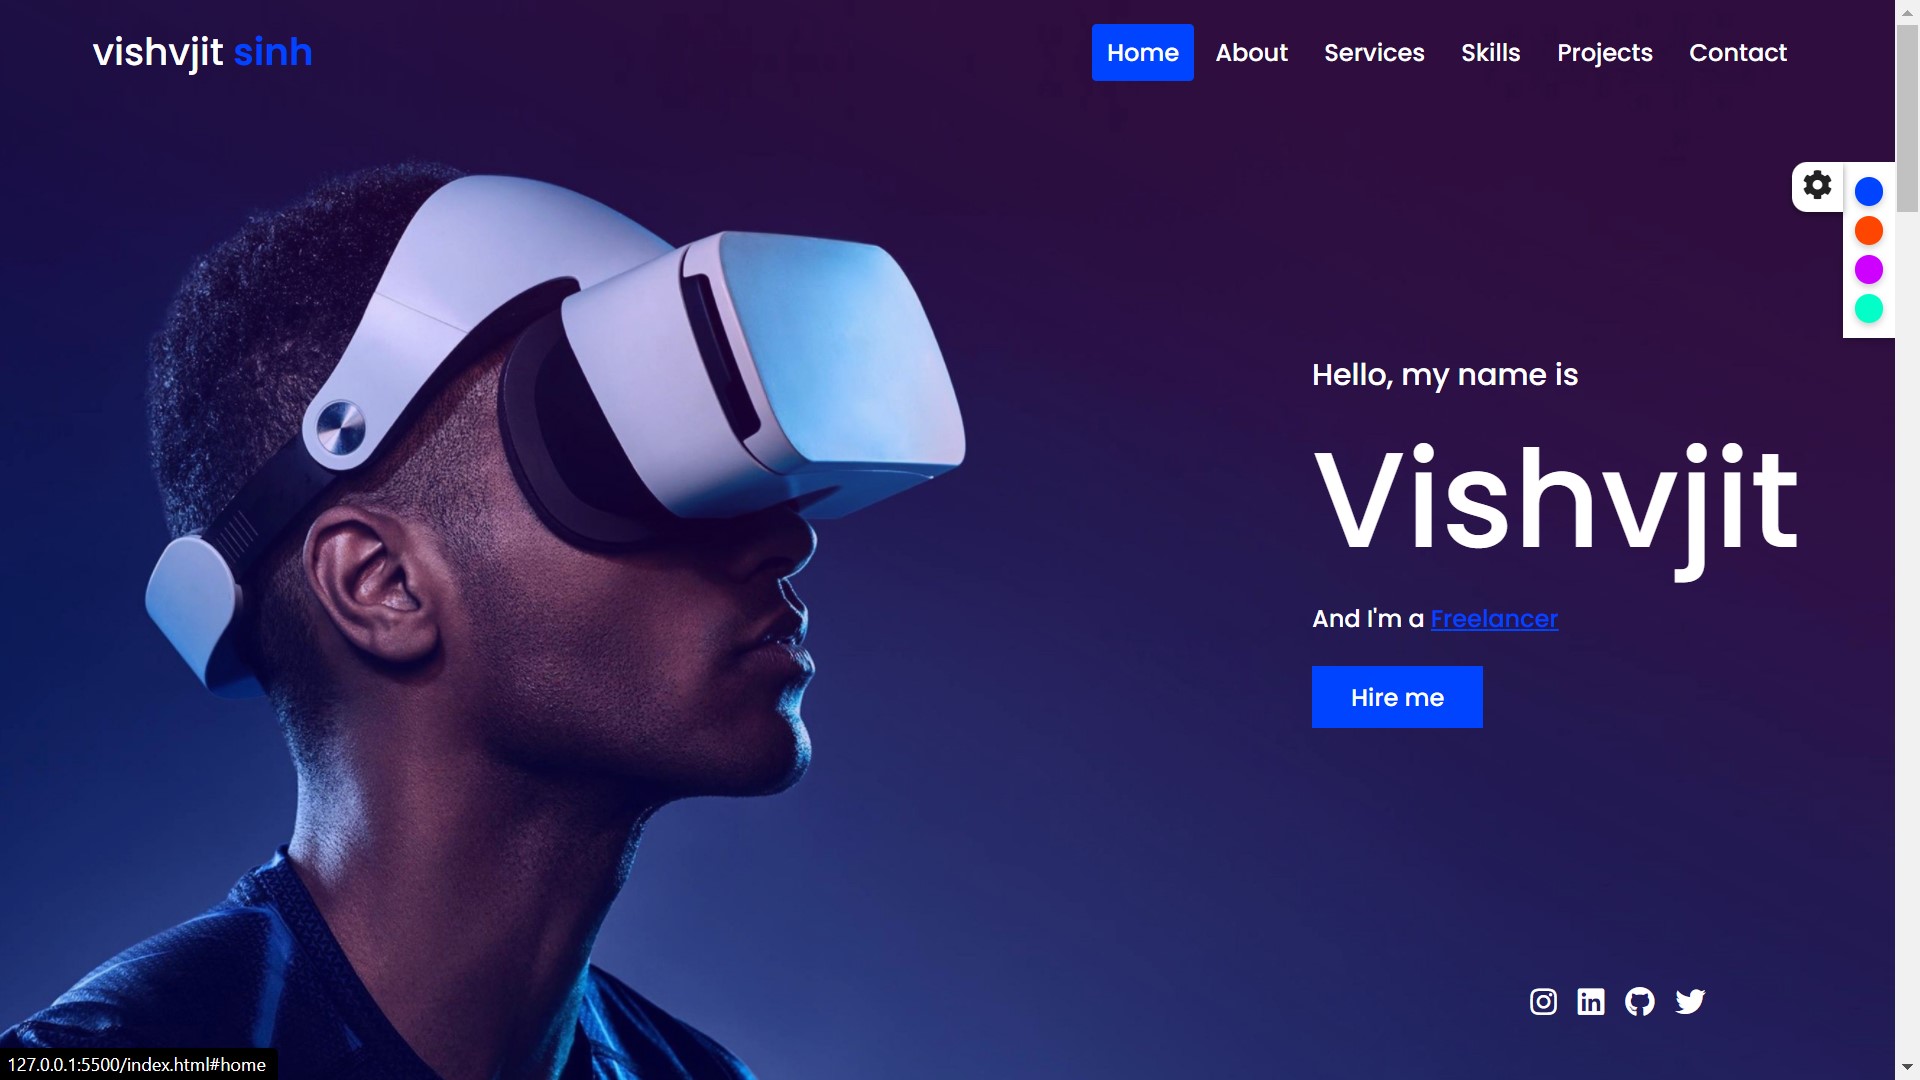 vishvjit sinh
Home About Services Skills Projects Contact
Hello, my name is
Vishvjit
And I'm a Freelancer
Hire me
127.0.0.1:5500/index.html#home